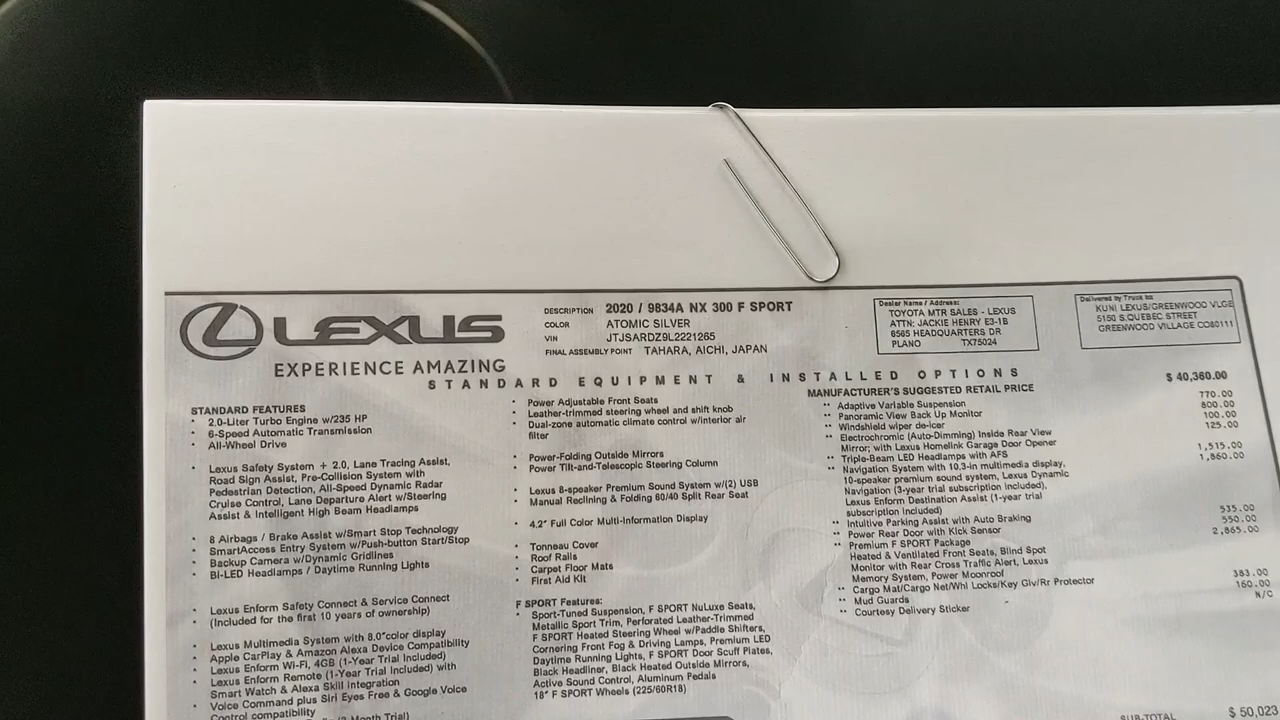 LEXUS
EXPERIENCE AMAZING
DESCRIPTION 2020 / 9834A NX 300 F SPORT
COLOR ATOMIC SILVER
VIN JTJSARDZ9L2221265
FINAL ASSEMBLY POINT TAHARA, AICHI, JAPAN
Dealer Name / Address:
TOYOTA MTR SALES - LEXUS
ATTN: JACKIE HENRY E3-1B
6565 HEADQUARTERS DR
PLANO TX75024
Delivered by Truck to:
KUNI LEXUS/GREENWOOD VLGE
5150 S.QUEBEC STREET
GREENWOOD VILLAGE CO80111
STANDARD EQUIPMENT & INSTALLED OPTIONS
STANDARD FEATURES
* 2.0-Liter Turbo Engine w/235 HP
* 6-Speed Automatic Transmission
* All-Wheel Drive
* Lexus Safety System + 2.0, Lane Tracing Assist,
Road Sign Assist, Pre-Collision System with
Pedestrian Detection, All-Speed Dynamic Radar
Cruise Control, Lane Departure Alert w/Steering
Assist & Intelligent High Beam Headlamps
* 8 Airbags / Brake Assist w/Smart Stop Technology
* SmartAccess Entry System w/Push-button Start/Stop
* Backup Camera w/Dynamic Gridlines
* Bi-LED Headlamps / Daytime Running Lights
* Lexus Enform Safety Connect & Service Connect
* (Included for the first 10 years of ownership)
* Lexus Multimedia System with 8.0"color display
* Apple CarPlay & Amazon Alexa Device Compatibility
* Lexus Enform Wi-Fi, 4GB (1-Year Trial Included)
* Lexus Enform Remote (1-Year Trial Included) with
Smart Watch & Alexa Skill Integration
* Voice Command plus Siri Eyes Free & Google Voice
Control compatibility
Month Trial)
* Power Adjustable Front Seats
* Leather-trimmed steering wheel and shift knob
* Dual-zone automatic climate control w/interior air
filter
* Power-Folding Outside Mirrors
* Power Tilt-and-Telescopic Steering Column
* Lexus 8-speaker Premium Sound System w/(2) USB
* Manual Reclining & Folding 60/40 Split Rear Seat
* 4.2" Full Color Multi-Information Display
* Tonneau Cover
* Roof Rails
* Carpet Floor Mats
* First Aid Kit
F SPORT Features:
* Sport-Tuned Suspension, F SPORT NuLuxe Seats,
Metallic Sport Trim, Perforated Leather-Trimmed
F SPORT Heated Steering Wheel w/Paddle Shifters,
Cornering Front Fog & Driving Lamps, Premium LED
Daytime Running Lights, F SPORT Door Scuff Plates,
Black Headliner, Black Heated Outside Mirrors,
Active Sound Control, Aluminum Pedals
18" F SPORT Wheels (225/60R18)
MANUFACTURER'S SUGGESTED RETAIL PRICE $ 40,360.00
** Adaptive Variable Suspension 770.00
** Panoramic View Back Up Monitor 800.00
** Windshield wiper de-icer 100.00
** Electrochromic (Auto-Dimming) Inside Rear View 125.00
Mirror; with Lexus Homelink Garage Door Opener
** Triple-Beam LED Headlamps with AFS 1,515.00
** Navigation System with 10.3-in multimedia display, 1,860.00
10-speaker premium sound system, Lexus Dynamic
Navigation (3-year trial subscription included),
Lexus Enform Destination Assist (1-year trial
subscription included)
** Intuitive Parking Assist with Auto Braking 535.00
** Power Rear Door with Kick Sensor 550.00
** Premium F SPORT Package 2,865.00
Heated & Ventilated Front Seats, Blind Spot
Monitor with Rear Cross Traffic Alert, Lexus
Memory System, Power Moonroof
** Cargo Mat/Cargo Net/Whl Locks/Key Glv/Rr Protector 383.00
** Mud Guards 160.00
** Courtesy Delivery Sticker N/C
SUB-TOTAL $ 50,023